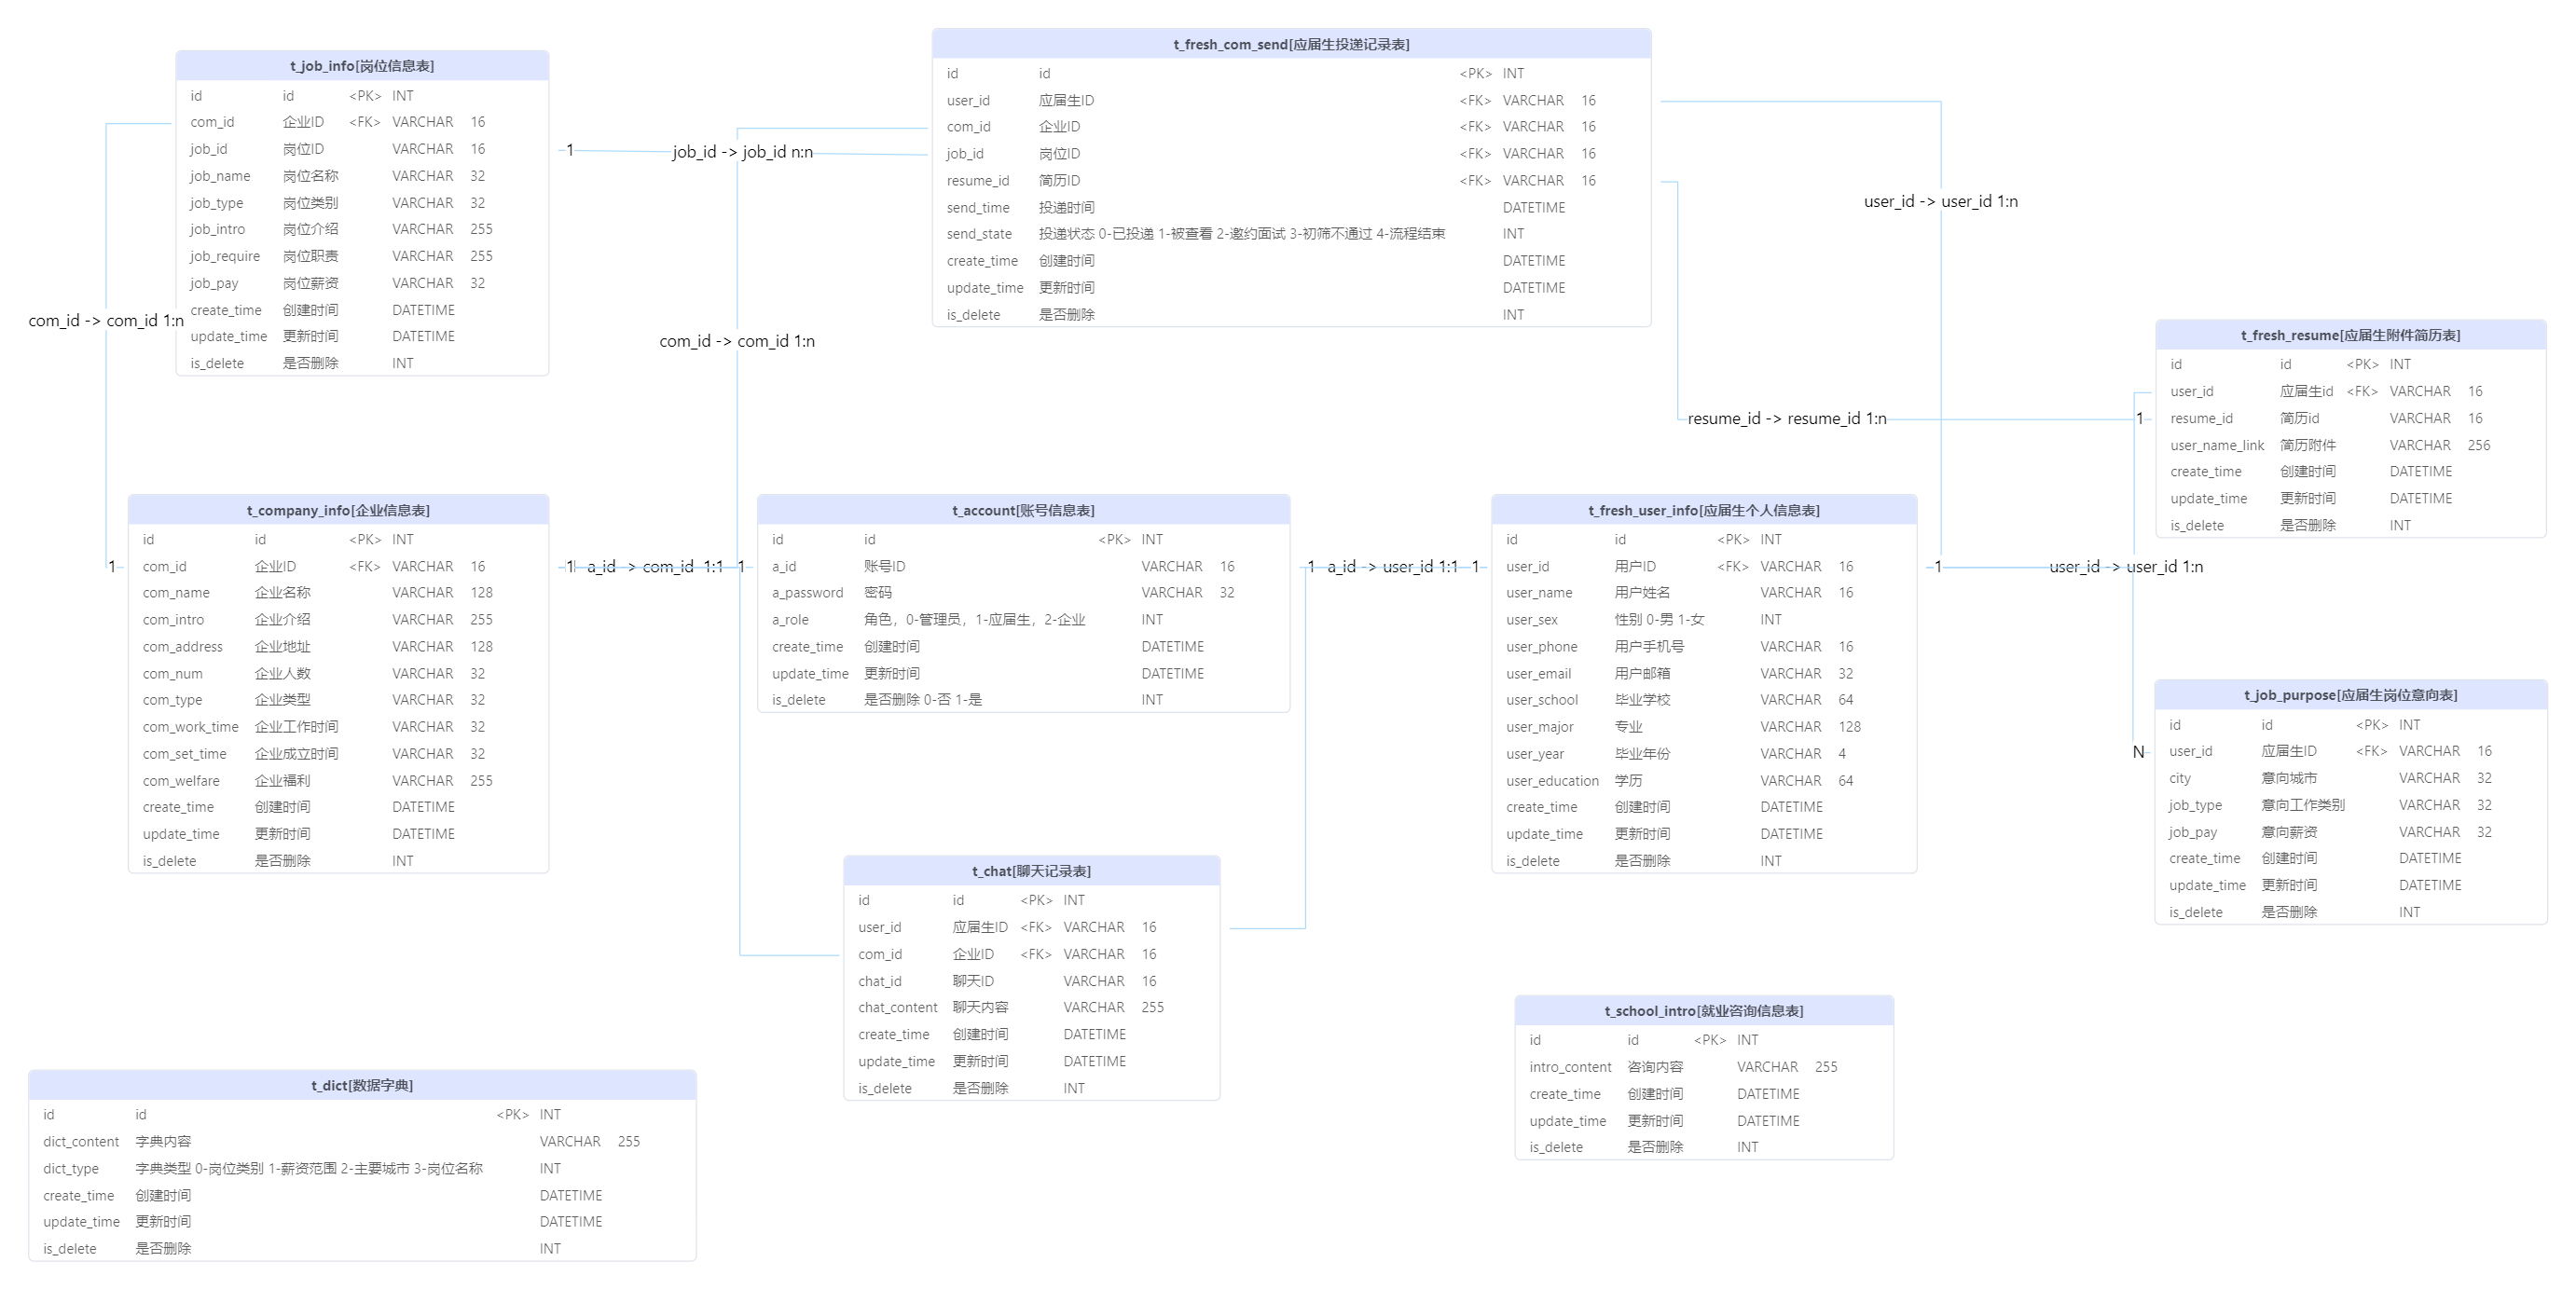 t_fresh_com_send[应届生投递记录表]
id id <PK> INT
user_id 应届生ID <FK> VARCHAR 16
com_id 企业ID <FK> VARCHAR 16
job_id 岗位ID <FK> VARCHAR 16
resume_id 简历ID <FK> VARCHAR 16
send_time 投递时间 DATETIME
send_state 投递状态 0-已投递 1-被查看 2-邀约面试 3-初筛不通过 4-流程结束 INT
create_time 创建时间 DATETIME
update_time 更新时间 DATETIME
is_delete 是否删除 INT
t_job_info[岗位信息表]
id id <PK> INT
com_id 企业ID <FK> VARCHAR 16
job_id 岗位ID VARCHAR 16
job_name 岗位名称 VARCHAR 32
job_type 岗位类别 VARCHAR 32
job_intro 岗位介绍 VARCHAR 255
job_require 岗位职责 VARCHAR 255
job_pay 岗位薪资 VARCHAR 32
create_time 创建时间 DATETIME
update_time 更新时间 DATETIME
is_delete 是否删除 INT
1
job_id -> job_id n:n
user_id -> user_id 1:n
com_id -> com_id 1:n
com_id -> com_id 1:n
resume_id -> resume_id 1:n
1
t_fresh_resume[应届生附件简历表]
id id <PK> INT
user_id 应届生id <FK> VARCHAR 16
resume_id 简历id VARCHAR 16
user_name_link 简历附件 VARCHAR 256
create_time 创建时间 DATETIME
update_time 更新时间 DATETIME
is_delete 是否删除 INT
t_company_info[企业信息表]
id id <PK> INT
com_id 企业ID <FK> VARCHAR 16
com_name 企业名称 VARCHAR 128
com_intro 企业介绍 VARCHAR 255
com_address 企业地址 VARCHAR 128
com_num 企业人数 VARCHAR 32
com_type 企业类型 VARCHAR 32
com_work_time 企业工作时间 VARCHAR 32
com_set_time 企业成立时间 VARCHAR 32
com_welfare 企业福利 VARCHAR 255
create_time 创建时间 DATETIME
update_time 更新时间 DATETIME
is_delete 是否删除 INT
1
1
a_id -> com_id 1:1
1
t_account[账号信息表]
id id <PK> INT
a_id 账号ID VARCHAR 16
a_password 密码 VARCHAR 32
a_role 角色，0-管理员，1-应届生，2-企业 INT
create_time 创建时间 DATETIME
update_time 更新时间 DATETIME
is_delete 是否删除 0-否 1-是 INT
1
a_id -> user_id 1:1
1
t_fresh_user_info[应届生个人信息表]
id id <PK> INT
user_id 用户ID <FK> VARCHAR 16
user_name 用户姓名 VARCHAR 16
user_sex 性别 0-男 1-女 INT
user_phone 用户手机号 VARCHAR 16
user_email 用户邮箱 VARCHAR 32
user_school 毕业学校 VARCHAR 64
user_major 专业 VARCHAR 128
user_year 毕业年份 VARCHAR 4
user_education 学历 VARCHAR 64
create_time 创建时间 DATETIME
update_time 更新时间 DATETIME
is_delete 是否删除 INT
1
user_id -> user_id 1:n
N
t_job_purpose[应届生岗位意向表]
id id <PK> INT
user_id 应届生ID <FK> VARCHAR 16
city 意向城市 VARCHAR 32
job_type 意向工作类别 VARCHAR 32
job_pay 意向薪资 VARCHAR 32
create_time 创建时间 DATETIME
update_time 更新时间 DATETIME
is_delete 是否删除 INT
t_chat[聊天记录表]
id id <PK> INT
user_id 应届生ID <FK> VARCHAR 16
com_id 企业ID <FK> VARCHAR 16
chat_id 聊天ID VARCHAR 16
chat_content 聊天内容 VARCHAR 255
create_time 创建时间 DATETIME
update_time 更新时间 DATETIME
is_delete 是否删除 INT
t_school_intro[就业咨询信息表]
id id <PK> INT
intro_content 咨询内容 VARCHAR 255
create_time 创建时间 DATETIME
update_time 更新时间 DATETIME
is_delete 是否删除 INT
t_dict[数据字典]
id id <PK> INT
dict_content 字典内容 VARCHAR 255
dict_type 字典类型 0-岗位类别 1-薪资范围 2-主要城市 3-岗位名称 INT
create_time 创建时间 DATETIME
update_time 更新时间 DATETIME
is_delete 是否删除 INT